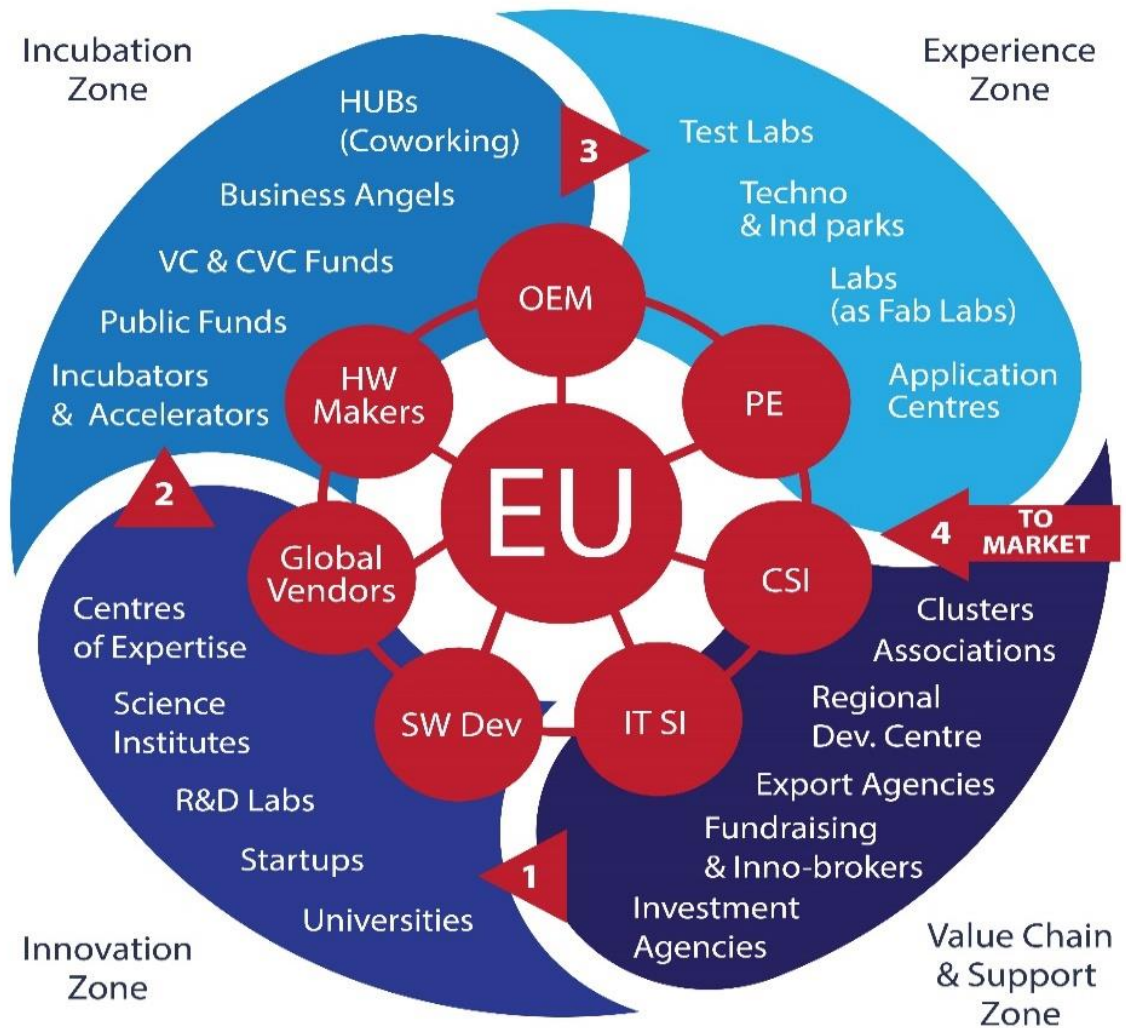 Incubation
Zone
Experience
Zone
HUBs
(Coworking)
Business Angels
VC & CVC Funds
Public Funds
Incubators
& Accelerators
3
Test Labs
Techno
& Ind parks
Labs
(as Fab Labs)
Application
Centres
2
OEM
HW
Makers
PE
EU
Global
Vendors
CSI
SW Dev
IT SI
4
TO
MARKET
Centres
of Expertise
Science
Institutes
R&D Labs
Startups
Universities
1
Clusters
Associations
Regional
Dev. Centre
Export Agencies
Fundraising
& Inno-brokers
Investment
Agencies
Innovation
Zone
Value Chain
& Support
Zone